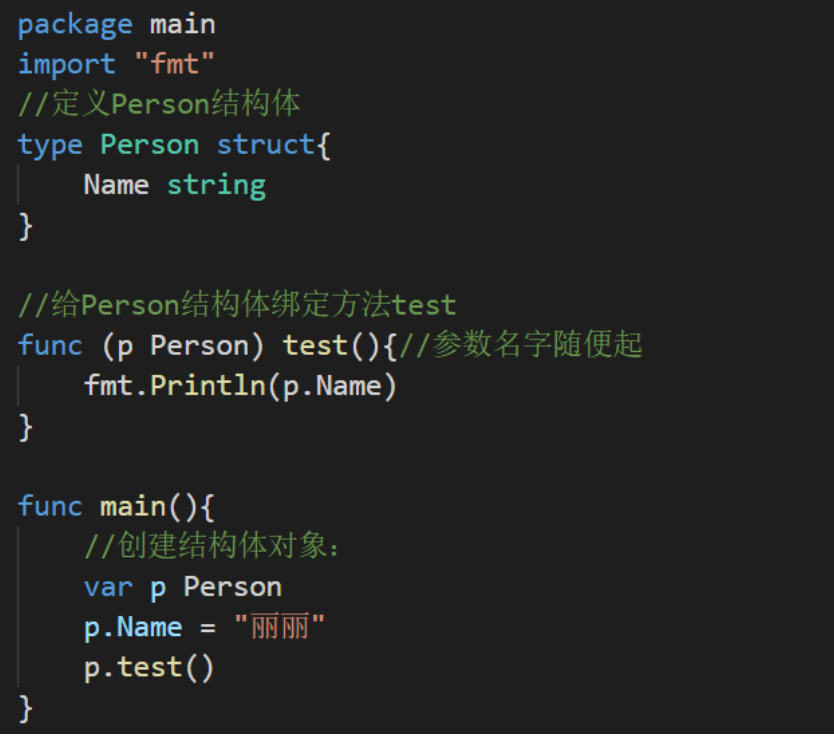 package main
import "fmt"
//定义Person结构体
type Person struct{
    Name string
}

//给Person结构体绑定方法test
func (p Person) test(){//参数名字随便起
    fmt.Println(p.Name)
}

func main(){
    //创建结构体对象：
    var p Person
    p.Name = "丽丽"
    p.test()
}